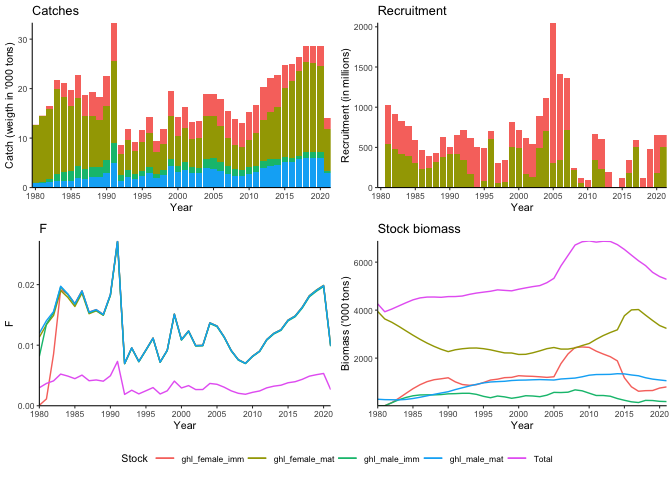 Catches
Catch (weigth in '000 tons)
30
20
10
0
1980 1985 1990 1995 2000 2005 2010 2015 2020
Year
Recruitment
Recruitment (in millions)
2000
1500
1000
500
0
1980 1985 1990 1995 2000 2005 2010 2015 2020
Year
F
F
0.02
0.01
0.00
1980 1985 1990 1995 2000 2005 2010 2015 2020
Year
Stock biomass
Biomass ('000 tons)
6000
4000
2000
1980 1985 1990 1995 2000 2005 2010 2015 2020
Year
Stock ghl_female_imm ghl_female_mat ghl_male_imm ghl_male_mat Total